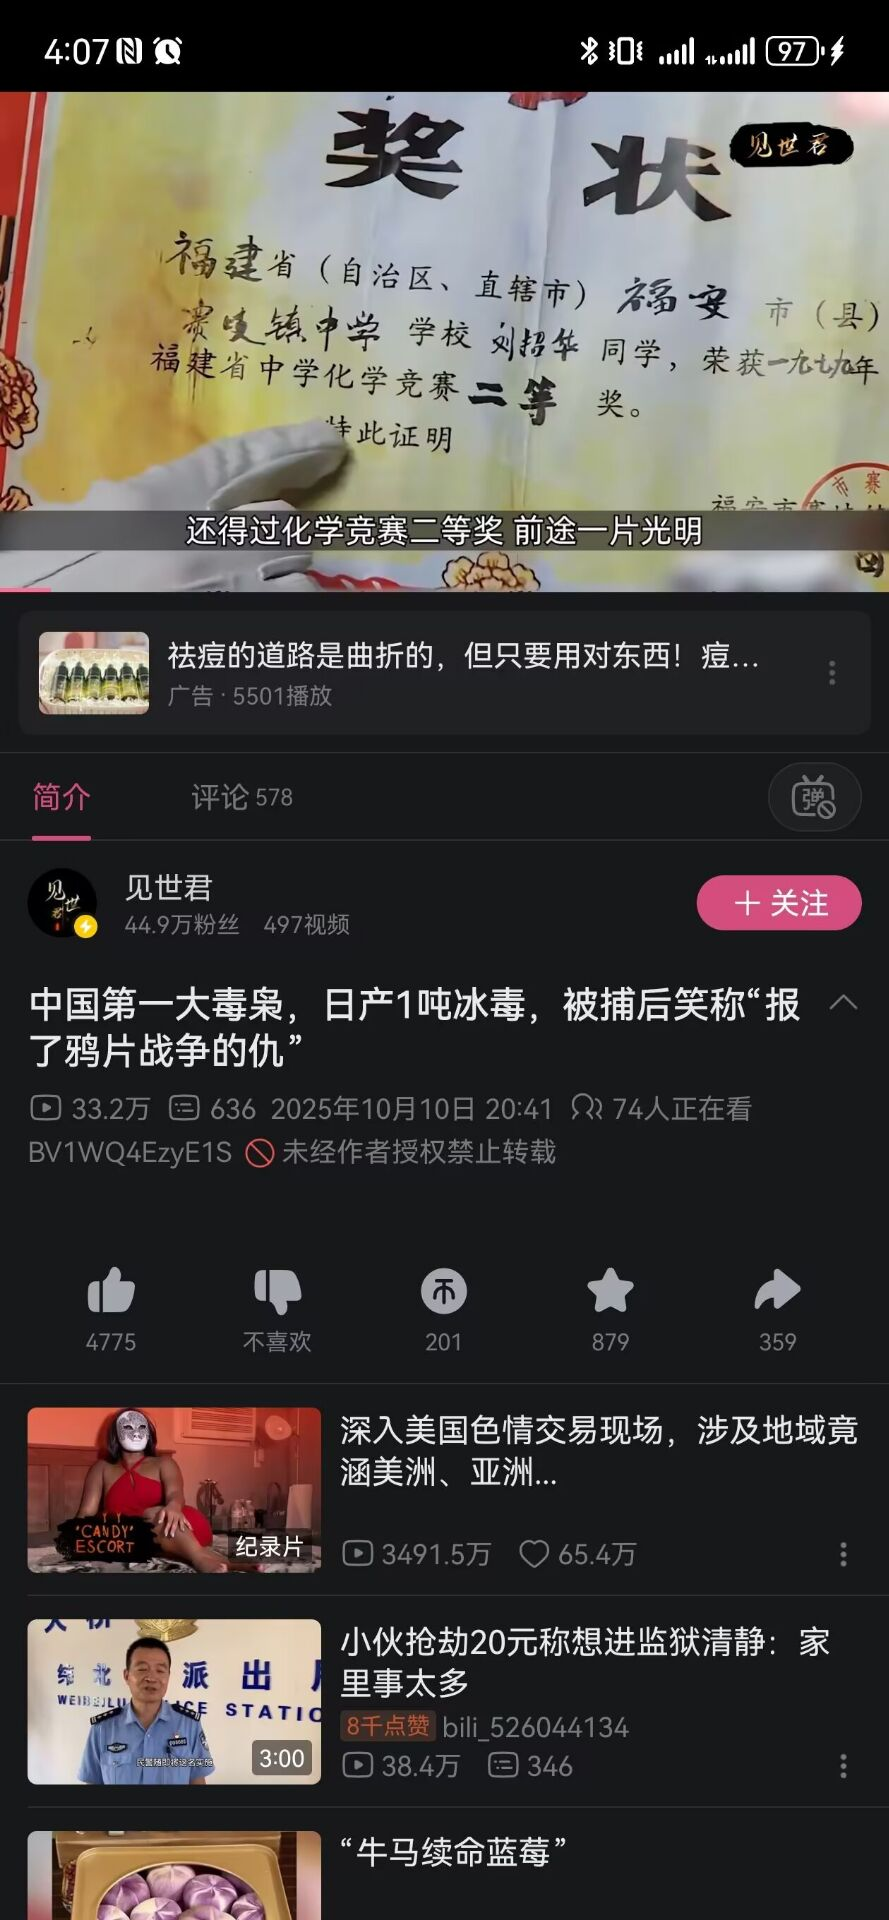 4:07
97
奖状
见世君
福建省（自治区、直辖市）福安市（县）
赛岐镇中学学校刘招华同学，荣获一九七九年
福建省中学化学竞赛二等奖。
特此证明
还得过化学竞赛二等奖 前途一片光明
祛痘的道路是曲折的，但只要用对东西！痘...
广告 · 5501播放
简介
评论 578
弹
见世君
44.9万粉丝 497视频
＋ 关注
中国第一大毒枭，日产1吨冰毒，被捕后笑称“报
了鸦片战争的仇”
33.2万 636 2025年10月10日 20:41 74人正在看
BV1WQ4EzyE1S 未经作者授权禁止转载
4775 不喜欢 201 879 359
'CANDY'
ESCORT
纪录片
深入美国色情交易现场，涉及地域竟
涵美洲、亚洲...
3491.5万 65.4万
派出
3:00
小伙抢劫20元称想进监狱清静：家
里事太多
8千点赞 bili_526044134
38.4万 346
“牛马续命蓝莓”